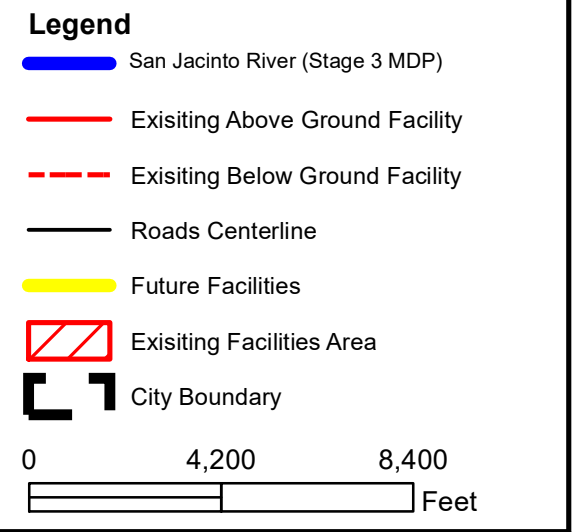 Legend
San Jacinto River (Stage 3 MDP)
Exisiting Above Ground Facility
Exisiting Below Ground Facility
Roads Centerline
Future Facilities
Exisiting Facilities Area
City Boundary
0 4,200 8,400
Feet